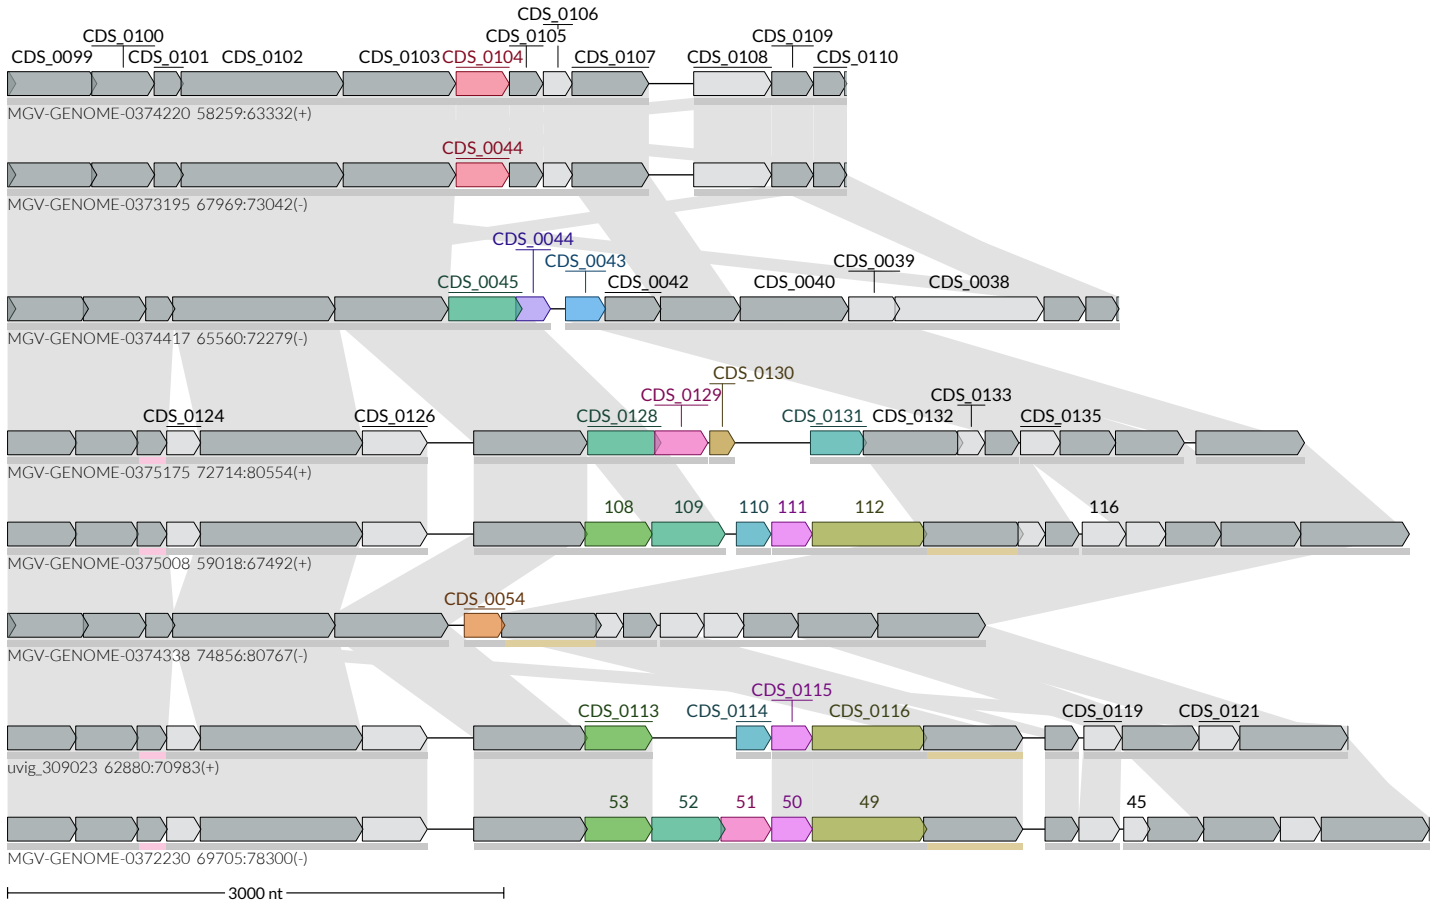 CDS_0106
CDS_0100 CDS_0105 CDS_0109
CDS_0099 CDS_0101 CDS_0102 CDS_0103 CDS_0104 CDS_0107 CDS_0108 CDS_0110
MGV-GENOME-0374220 58259:63332(+)
CDS_0044
MGV-GENOME-0373195 67969:73042(-)
CDS_0044
CDS_0043 CDS_0039
CDS_0045 CDS_0042 CDS_0040 CDS_0038
MGV-GENOME-0374417 65560:72279(-)
CDS_0130
CDS_0129 CDS_0133
CDS_0124 CDS_0126 CDS_0128 CDS_0131 CDS_0132 CDS_0135
MGV-GENOME-0375175 72714:80554(+)
108 109 110 111 112 116
MGV-GENOME-0375008 59018:67492(+)
CDS_0054
MGV-GENOME-0374338 74856:80767(-)
CDS_0115
CDS_0113 CDS_0114 CDS_0116 CDS_0119 CDS_0121
uvig_309023 62880:70983(+)
53 52 51 50 49 45
MGV-GENOME-0372230 69705:78300(-)
3000 nt